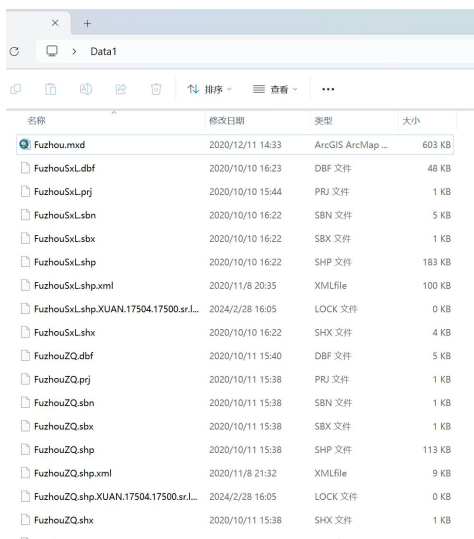 Data1
排序 查看
名称 修改日期 类型 大小
Fuzhou.mxd 2020/12/11 14:33 ArcGIS ArcMap ... 603 KB
FuzhouSxL.dbf 2020/10/10 16:23 DBF 文件 48 KB
FuzhouSxL.prj 2020/10/10 15:44 PRJ 文件 1 KB
FuzhouSxL.sbn 2020/10/10 16:22 SBN 文件 5 KB
FuzhouSxL.sbx 2020/10/10 16:22 SBX 文件 1 KB
FuzhouSxL.shp 2020/10/10 16:22 SHP 文件 183 KB
FuzhouSxL.shp.xml 2020/11/8 20:35 XMLfile 100 KB
FuzhouSxL.shp.XUAN.17504.17500.sr.l... 2024/2/28 16:05 LOCK 文件 0 KB
FuzhouSxL.shx 2020/10/10 16:22 SHX 文件 4 KB
FuzhouZQ.dbf 2020/10/11 15:40 DBF 文件 5 KB
FuzhouZQ.prj 2020/10/11 15:38 PRJ 文件 1 KB
FuzhouZQ.sbn 2020/10/11 15:38 SBN 文件 1 KB
FuzhouZQ.sbx 2020/10/11 15:38 SBX 文件 1 KB
FuzhouZQ.shp 2020/10/11 15:38 SHP 文件 113 KB
FuzhouZQ.shp.xml 2020/11/8 21:32 XMLfile 9 KB
FuzhouZQ.shp.XUAN.17504.17500.sr.l... 2024/2/28 16:05 LOCK 文件 0 KB
FuzhouZQ.shx 2020/10/11 15:38 SHX 文件 1 KB